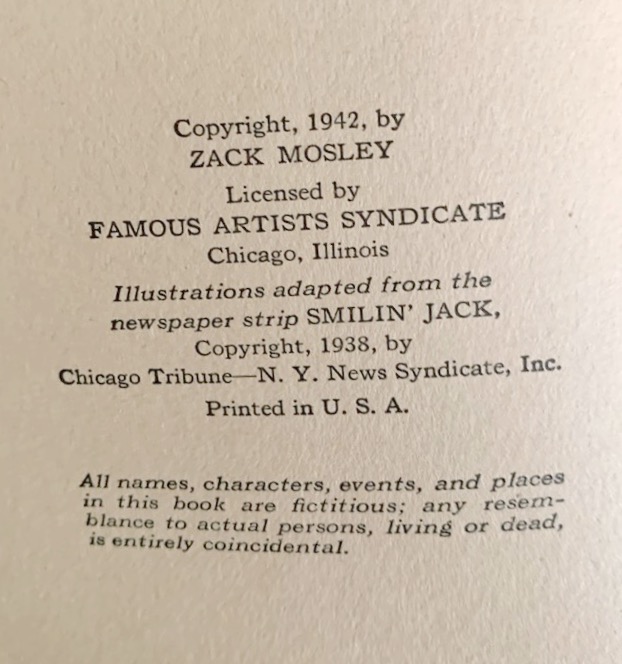 Copyright, 1942, by
ZACK MOSLEY
Licensed by
FAMOUS ARTISTS SYNDICATE
Chicago, Illinois
Illustrations adapted from the
newspaper strip SMILIN' JACK,
Copyright, 1938, by
Chicago Tribune—N. Y. News Syndicate, Inc.
Printed in U. S. A.
All names, characters, events, and places
in this book are fictitious; any resem-
blance to actual persons, living or dead,
is entirely coincidental.